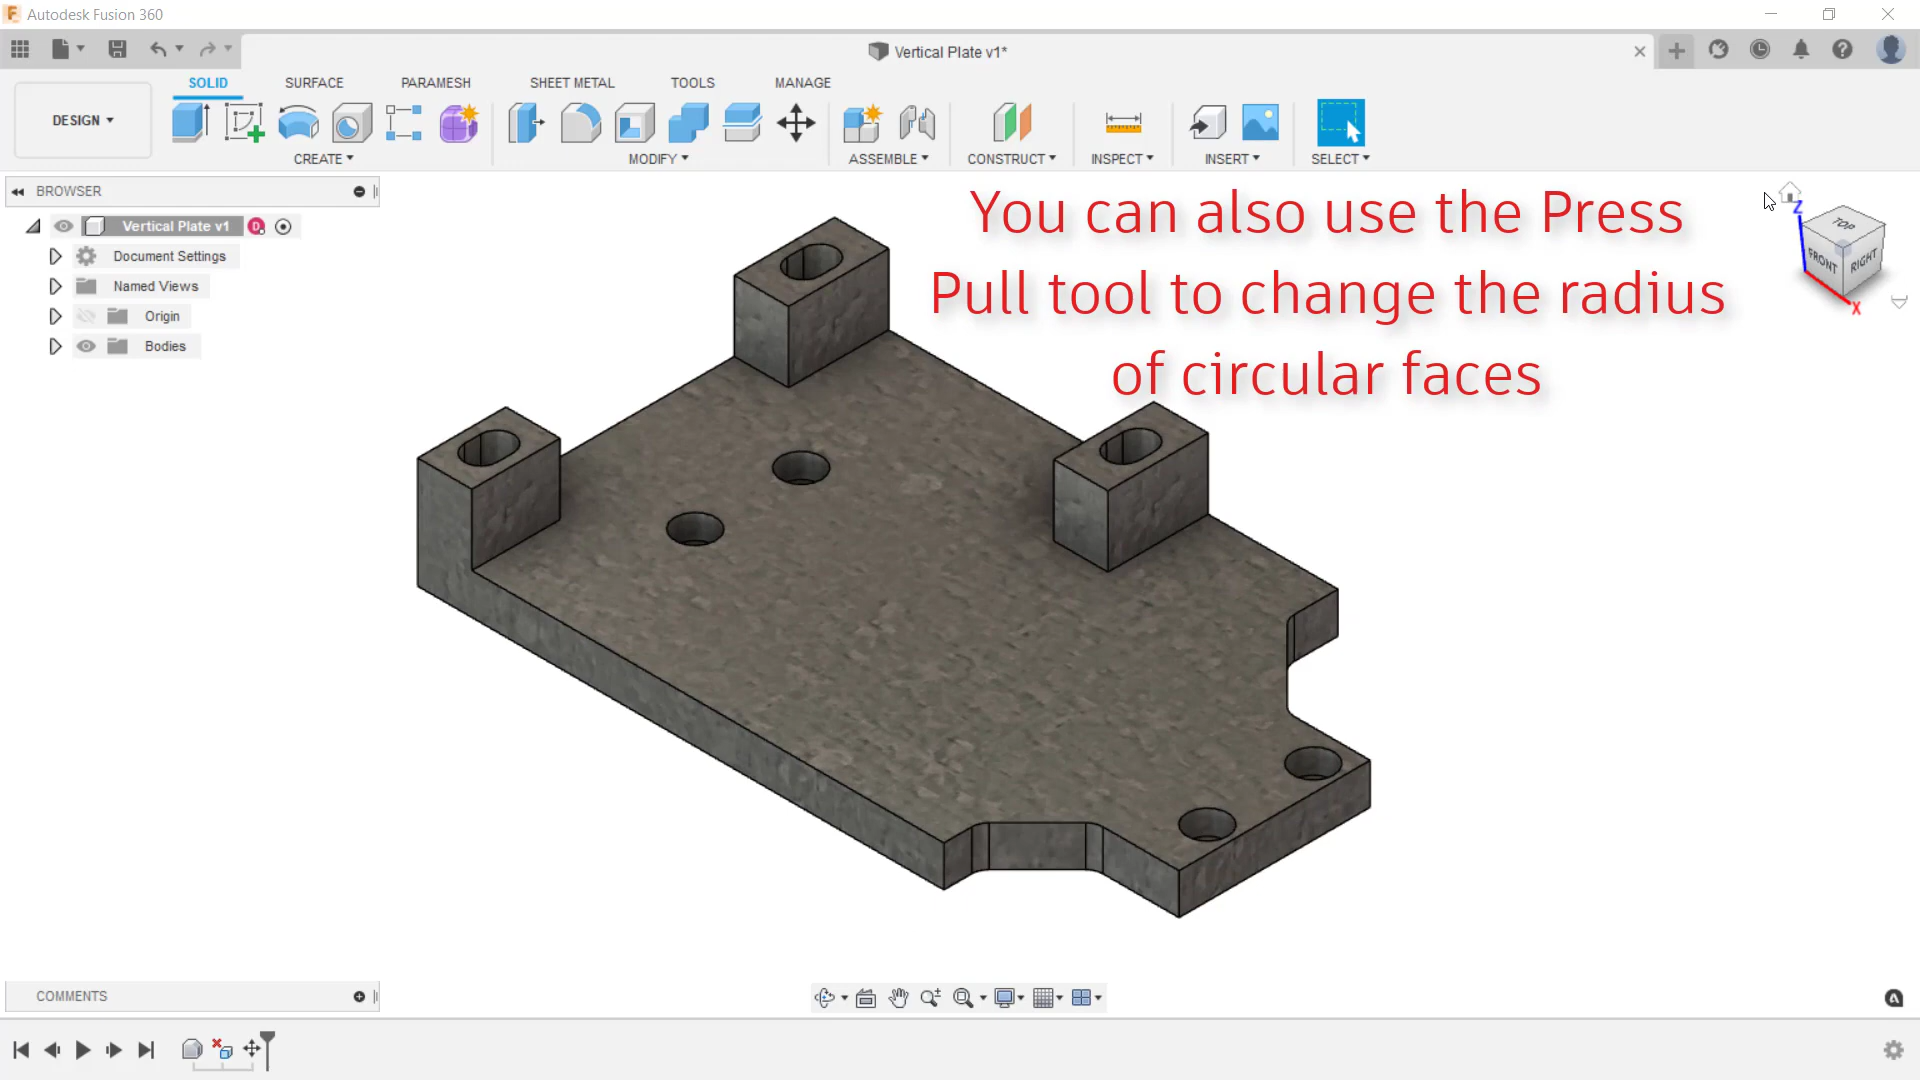 Autodesk Fusion 360
Vertical Plate v1*
SOLID SURFACE PARAMESH SHEET METAL TOOLS MANAGE
DESIGN
CREATE MODIFY ASSEMBLE CONSTRUCT INSPECT INSERT SELECT
BROWSER
Vertical Plate v1
Document Settings
Named Views
Origin
Bodies
You can also use the Press
Pull tool to change the radius
of circular faces
Z
TOP
FRONT RIGHT
X
COMMENTS